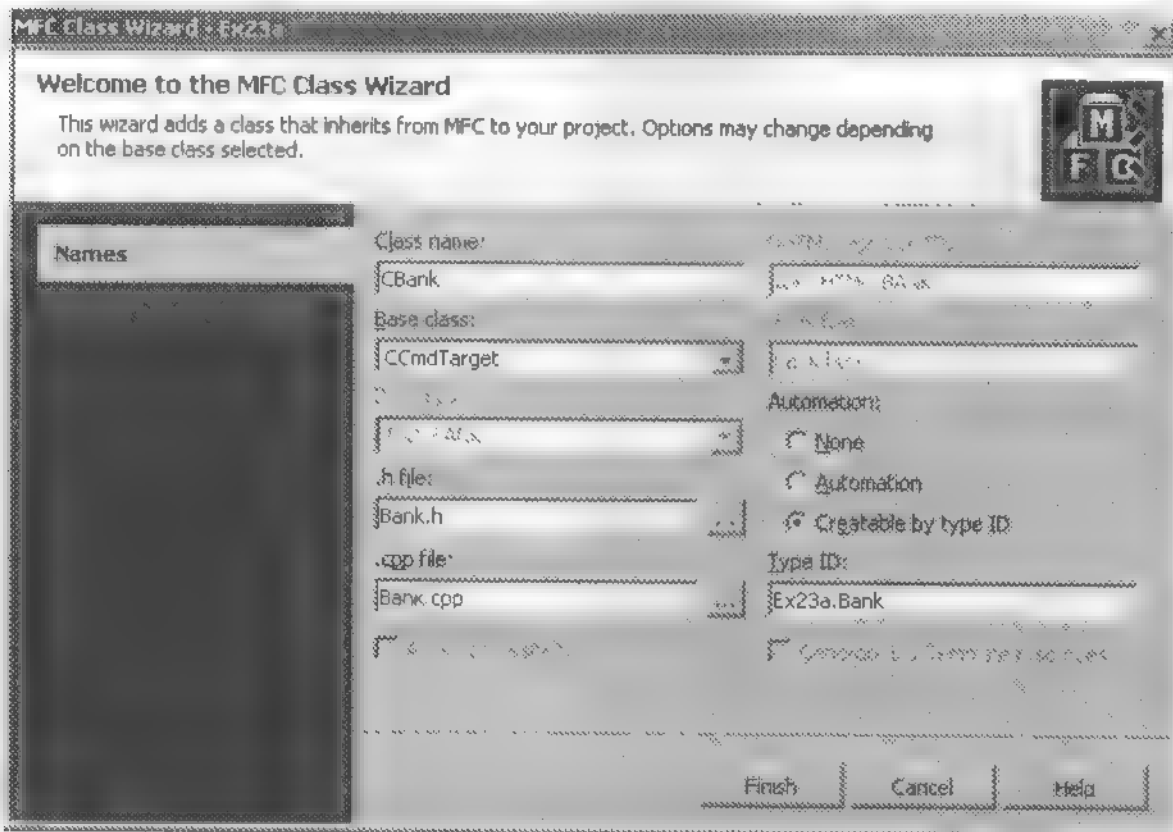 MFC Class Wizard - Ex23a
Welcome to the MFC Class Wizard
This wizard adds a class that inherits from MFC to your project. Options may change depending
on the base class selected.
M
F C
Names
Class name:
CBank
Base class:
CCmdTarget
.h file:
Bank.h
...
.cpp file:
Bank.cpp
...
Automation:
None
Automation
Creatable by type ID
Type ID:
Ex23a.Bank
Finish
Cancel
Help